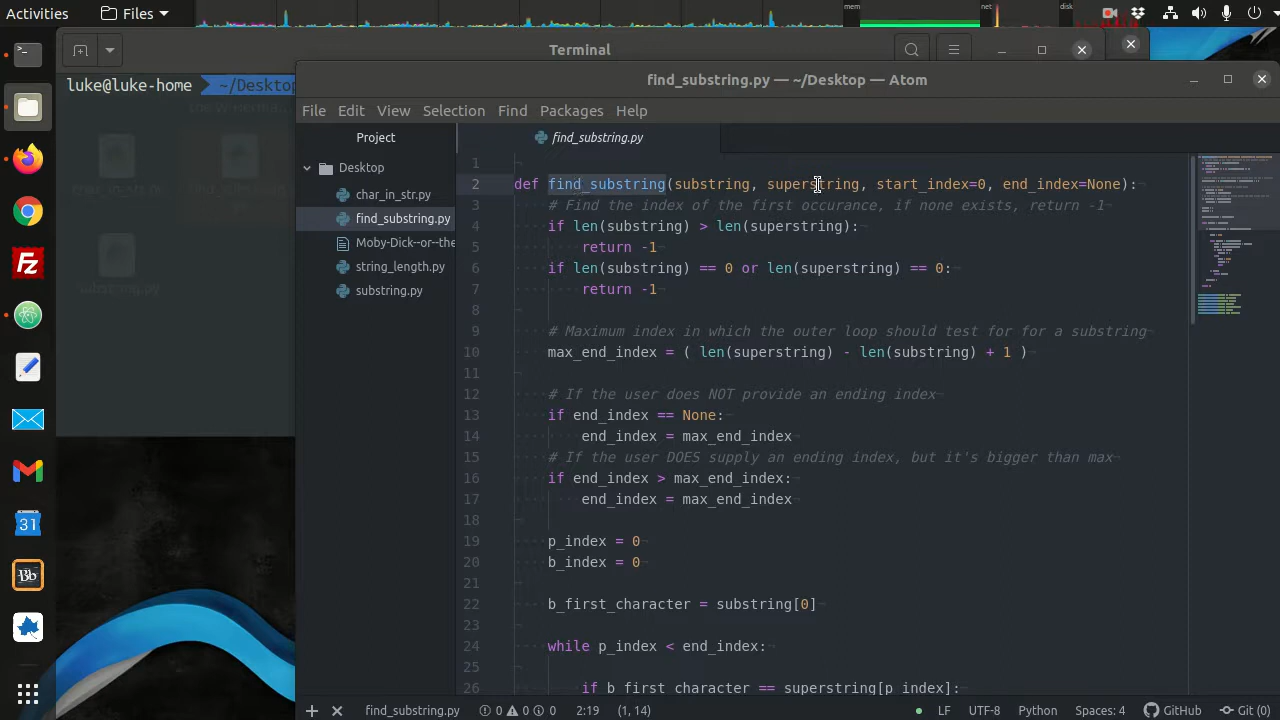 Activities
Files
mem
net
disk
Terminal
luke@luke-home ~/Desktop
find_substring.py — ~/Desktop — Atom
File Edit View Selection Find Packages Help
Project
find_substring.py
Desktop
char_in_str.py
find_substring.py
Moby-Dick--or--the
string_length.py
substring.py
substring.py
1
2 def find_substring(substring, superstring, start_index=0, end_index=None):
3 # Find the index of the first occurance, if none exists, return -1
4 if len(substring) > len(superstring):
5 return -1
6 if len(substring) == 0 or len(superstring) == 0:
7 return -1
8
9 # Maximum index in which the outer loop should test for for a substring
10 max_end_index = ( len(superstring) - len(substring) + 1 )
11
12 # If the user does NOT provide an ending index
13 if end_index == None:
14 end_index = max_end_index
15 # If the user DOES supply an ending index, but it's bigger than max
16 if end_index > max_end_index:
17 end_index = max_end_index
18
19 p_index = 0
20 b_index = 0
21
22 b_first_character = substring[0]
23
24 while p_index < end_index:
25
26 if b_first_character == superstring[p_index]:
find_substring.py 0 0 0 2:19 (1, 14) LF UTF-8 Python Spaces: 4 GitHub Git (0)
31
Bb